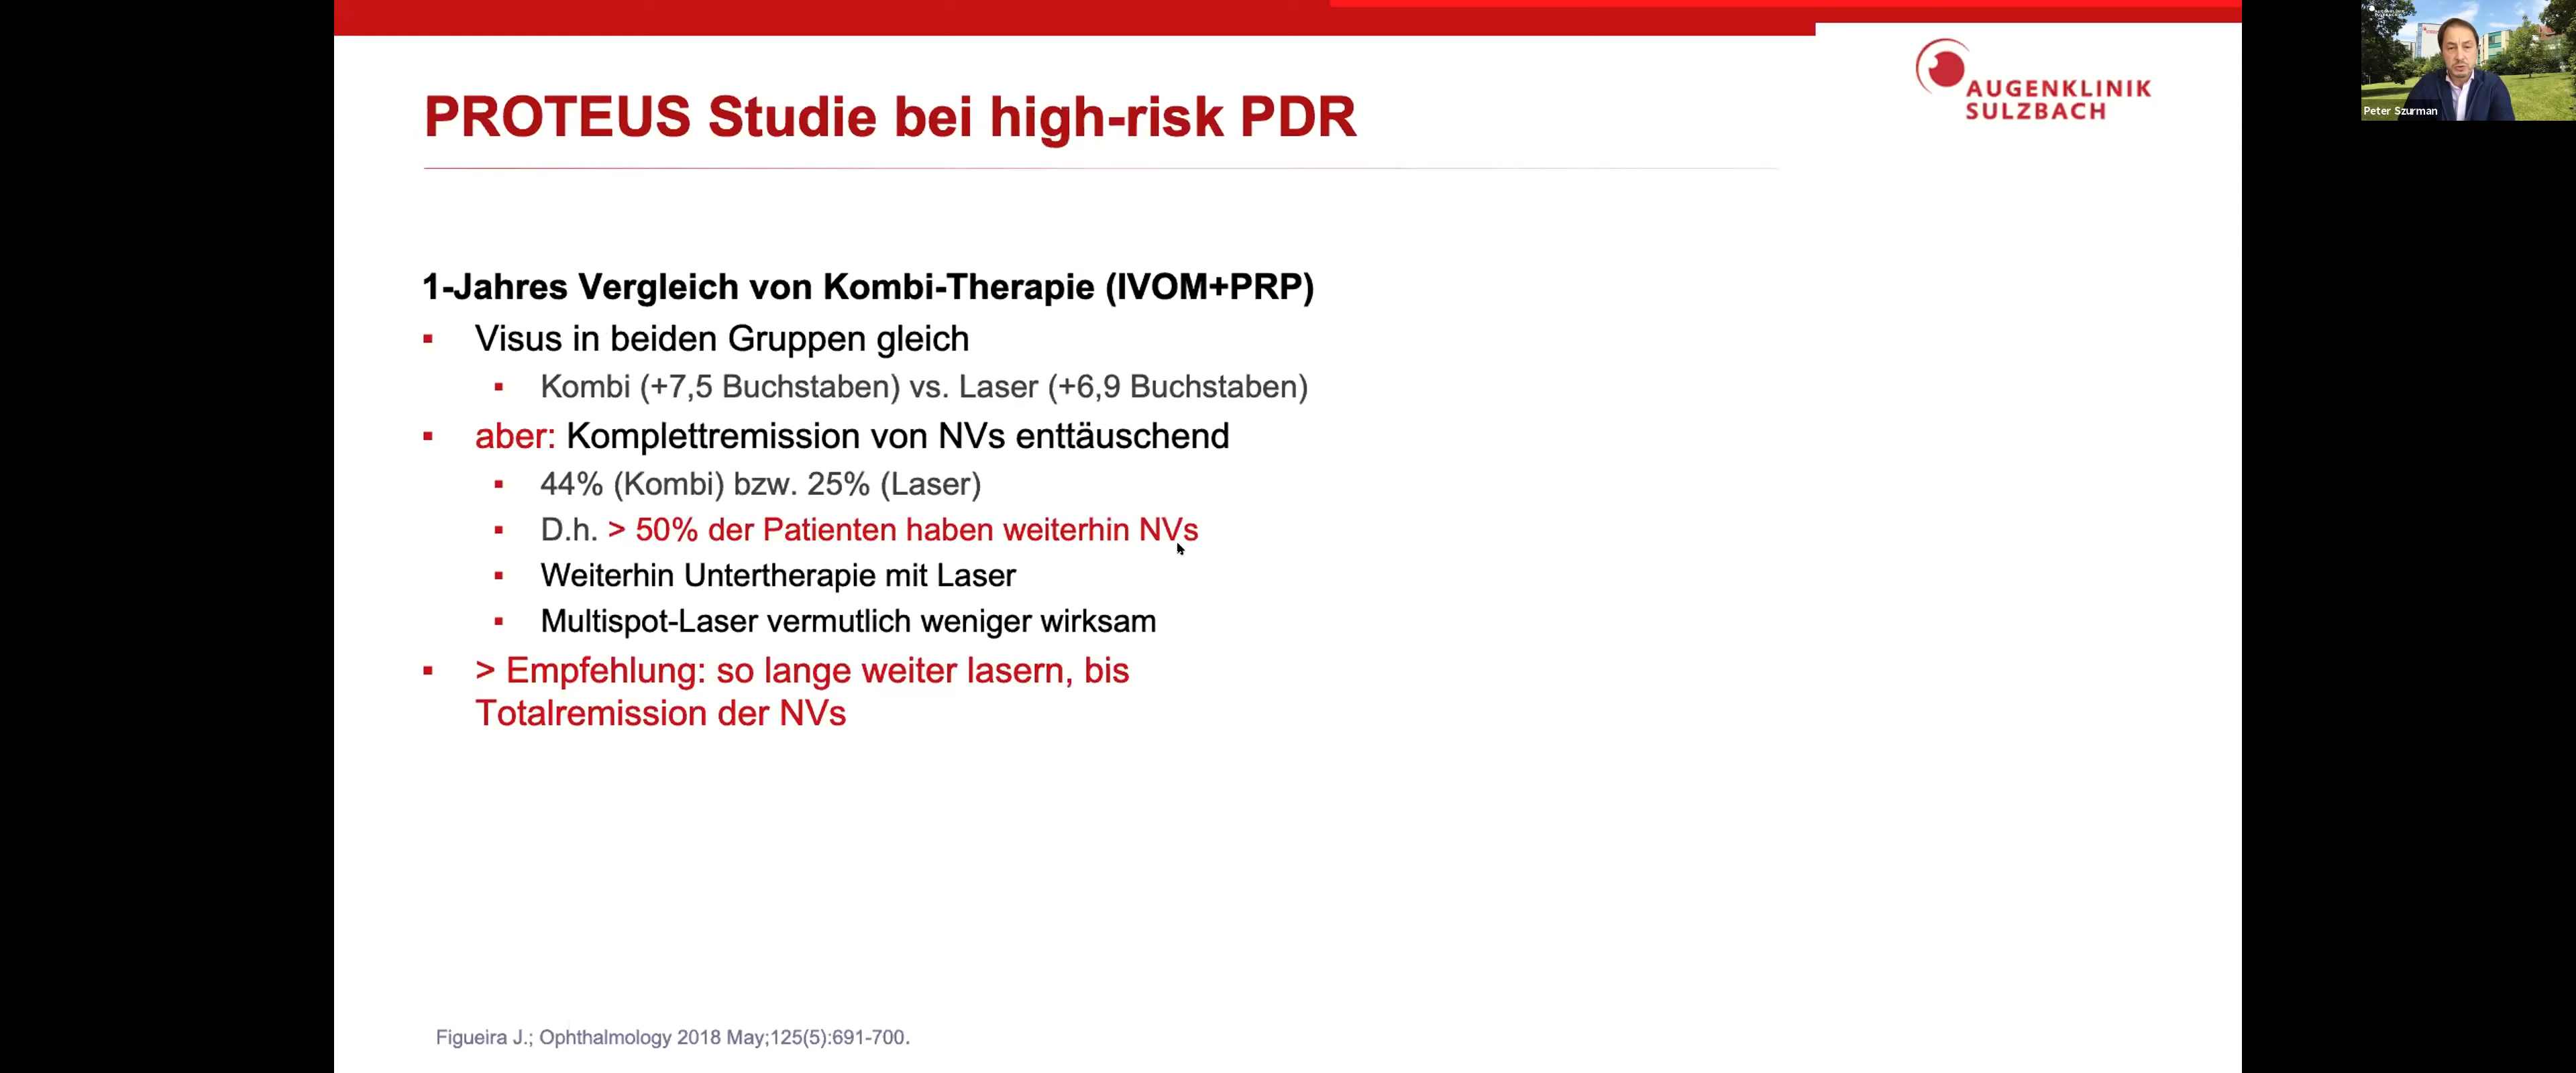 PROTEUS Studie bei high-risk PDR
AUGENKLINIK
SULZBACH
Peter Szurman
1-Jahres Vergleich von Kombi-Therapie (IVOM+PRP)
▪ Visus in beiden Gruppen gleich
▪ Kombi (+7,5 Buchstaben) vs. Laser (+6,9 Buchstaben)
▪ aber: Komplettremission von NVs enttäuschend
▪ 44% (Kombi) bzw. 25% (Laser)
▪ D.h. > 50% der Patienten haben weiterhin NVs
▪ Weiterhin Untertherapie mit Laser
▪ Multispot-Laser vermutlich weniger wirksam
▪ > Empfehlung: so lange weiter lasern, bis
Totalremission der NVs
Figueira J.; Ophthalmology 2018 May;125(5):691-700.